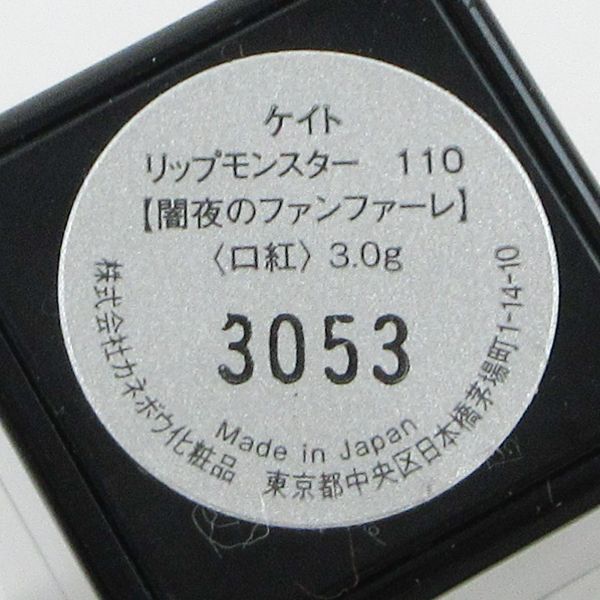 ケイト
リップモンスター 110
【闇夜のファンファーレ】
〈口紅〉 3.0g
3053
Made in Japan
株式会社カネボウ化粧品 東京都中央区日本橋茅場町1-14-10